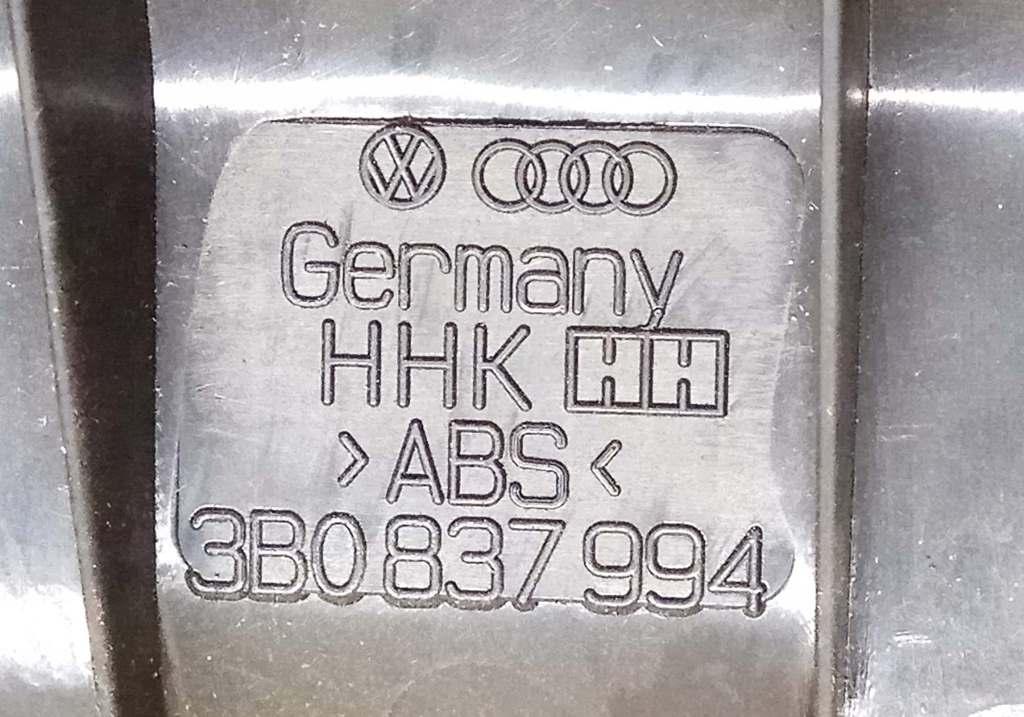 Germany
HHK HH
>ABS<
3B0 837 994